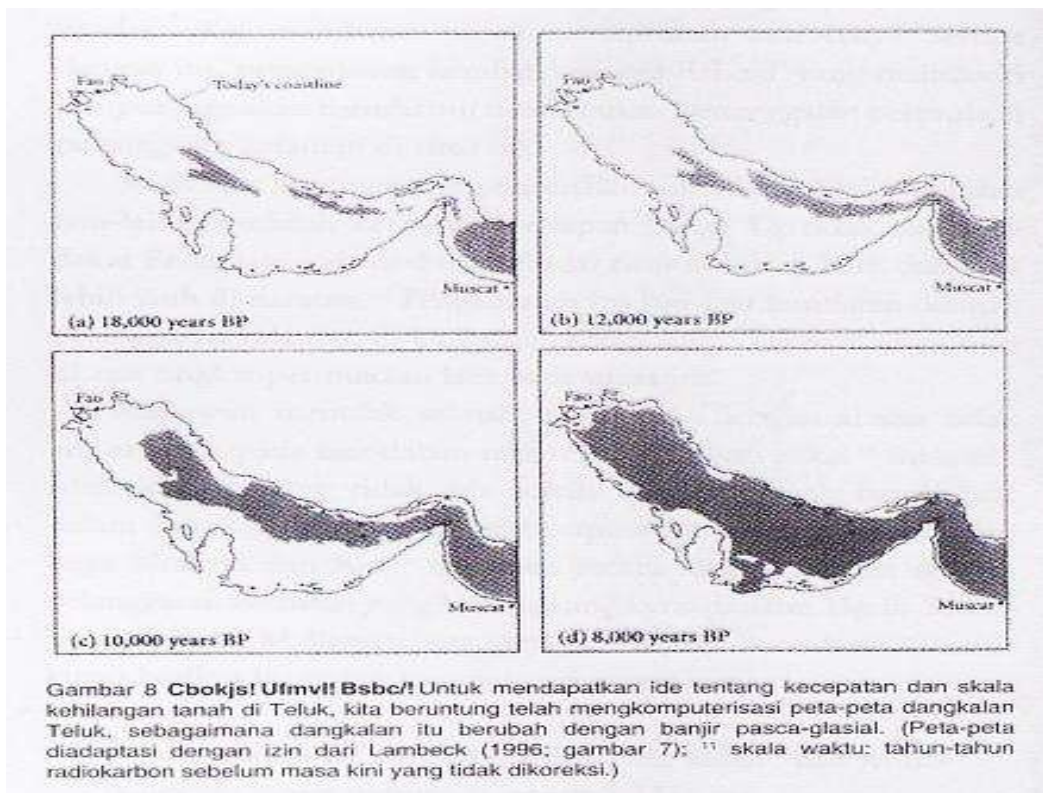 Fao
Today's coastline
Muscat
(a) 18,000 years BP
Fao
Muscat
(b) 12,000 years BP
Fao
Muscat
(c) 10,000 years BP
Fao
Muscat
(d) 8,000 years BP
Gambar 8 Cbokjs! Ufmvl! Bsbc/! Untuk mendapatkan ide tentang kecepatan dan skala
kehilangan tanah di Teluk, kita beruntung telah mengkomputerisasi peta-peta dangkalan
Teluk, sebagaimana dangkalan itu berubah dengan banjir pasca-glasial. (Peta-peta
diadaptasi dengan izin dari Lambeck (1996; gambar 7); 11 skala waktu: tahun-tahun
radiokarbon sebelum masa kini yang tidak dikoreksi.)